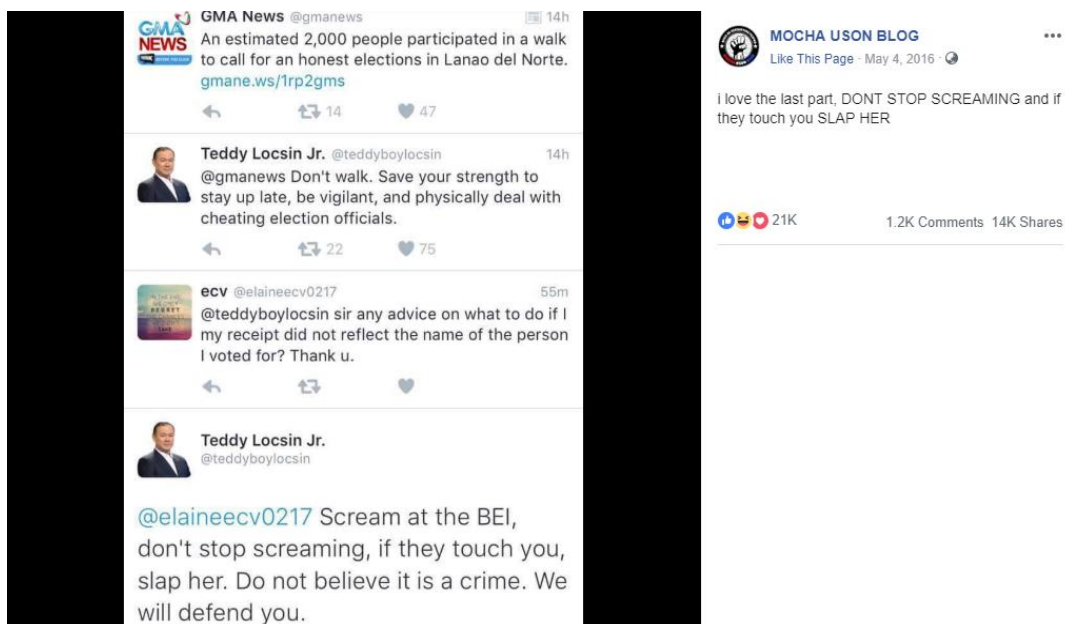 GMA News @gmanews 14h
GMA
NEWS
An estimated 2,000 people participated in a walk
to call for an honest elections in Lanao del Norte.
gmane.ws/1rp2gms
14 47
Teddy Locsin Jr. @teddyboylocsin 14h
@gmanews Don't walk. Save your strength to
stay up late, be vigilant, and physically deal with
cheating election officials.
22 75
ecv @elaineecv0217 55m
@teddyboylocsin sir any advice on what to do if I
my receipt did not reflect the name of the person
I voted for? Thank u.
Teddy Locsin Jr.
@teddyboylocsin
@elaineecv0217 Scream at the BEI,
don't stop screaming, if they touch you,
slap her. Do not believe it is a crime. We
will defend you.
MOCHA USON BLOG
Like This Page · May 4, 2016 ·
i love the last part, DONT STOP SCREAMING and if
they touch you SLAP HER
21K 1.2K Comments 14K Shares